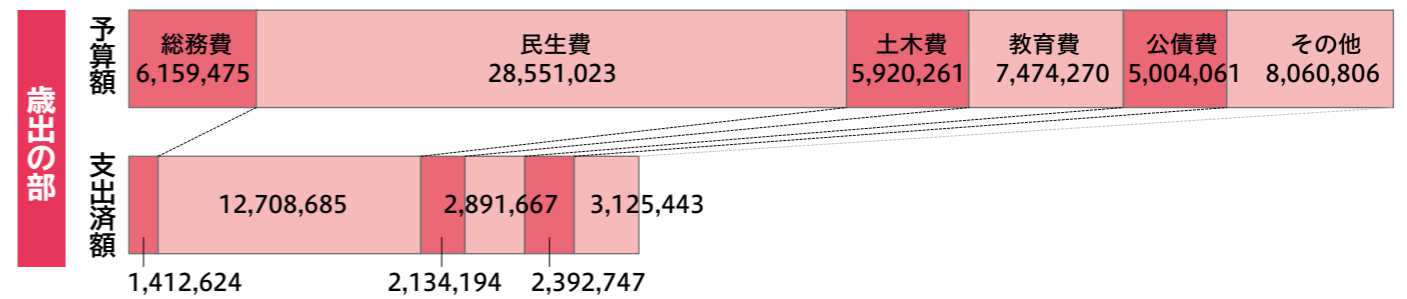 歳出の部
予算額
総務費
6,159,475
民生費
28,551,023
土木費
5,920,261
教育費
7,474,270
公債費
5,004,061
その他
8,060,806
支出済額
12,708,685
2,891,667
3,125,443
1,412,624
2,134,194
2,392,747